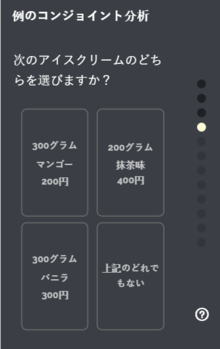 例のコンジョイント分析
次のアイスクリームのどち
らを選びますか？
300グラム
マンゴー
200円
200グラム
抹茶味
400円
300グラム
バニラ
300円
上記のどれで
もない